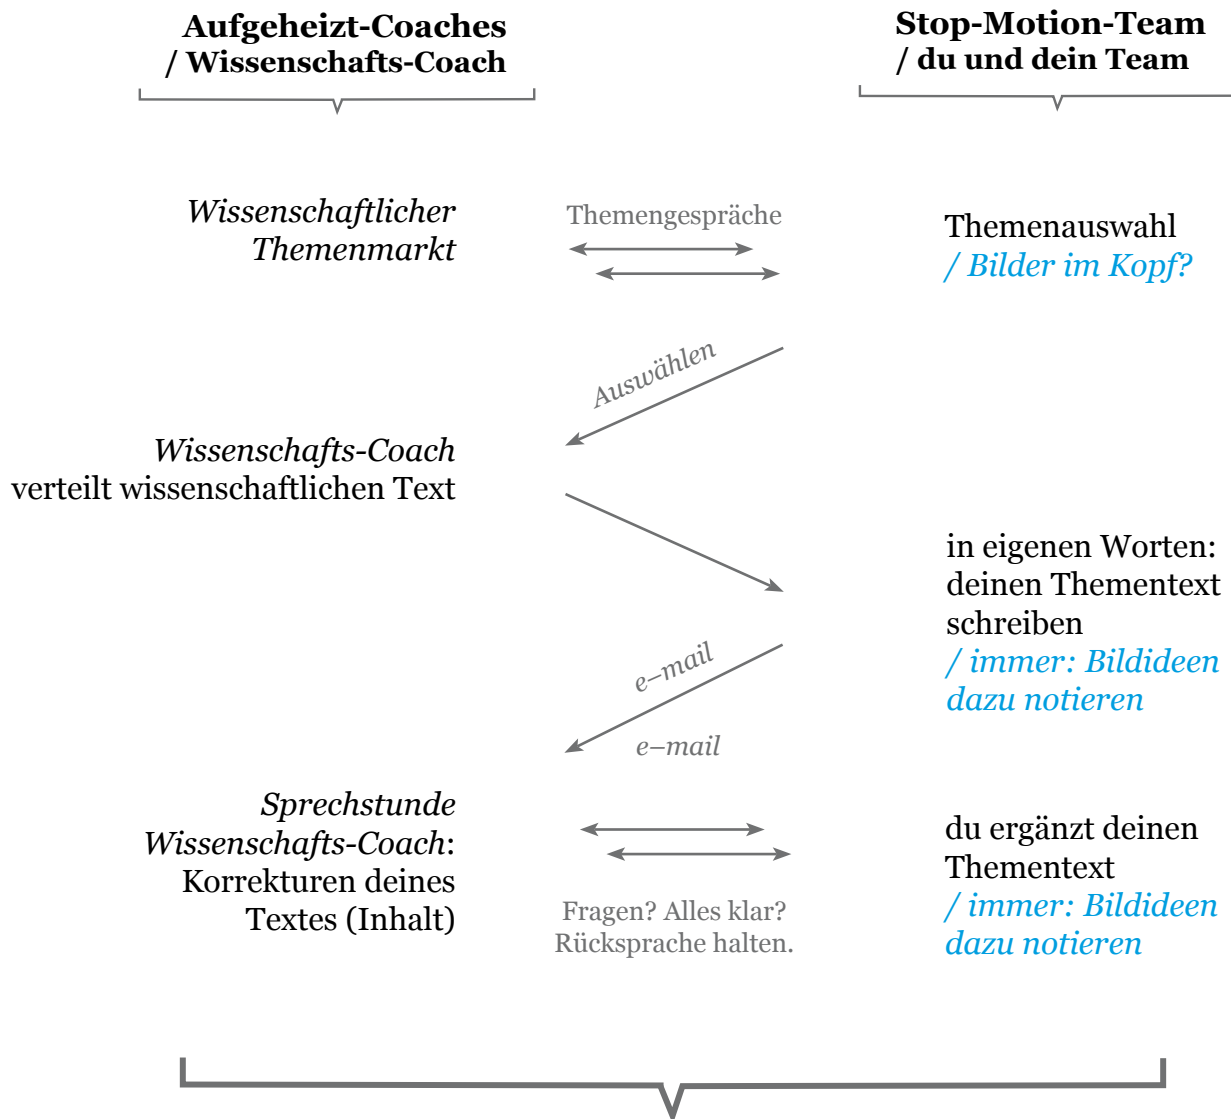 Aufgeheizt-Coaches
/ Wissenschafts-Coach
Stop-Motion-Team
/ du und dein Team
Wissenschaftlicher
Themenmarkt
Themengespräche
Themenauswahl
/ Bilder im Kopf?
Auswählen
Wissenschafts-Coach
verteilt wissenschaftlichen Text
in eigenen Worten:
deinen Thementext
schreiben
/ immer: Bildideen
dazu notieren
e–mail
e–mail
Sprechstunde
Wissenschafts-Coach:
Korrekturen deines
Textes (Inhalt)
Fragen? Alles klar?
Rücksprache halten.
du ergänzt deinen
Thementext
/ immer: Bildideen
dazu notieren